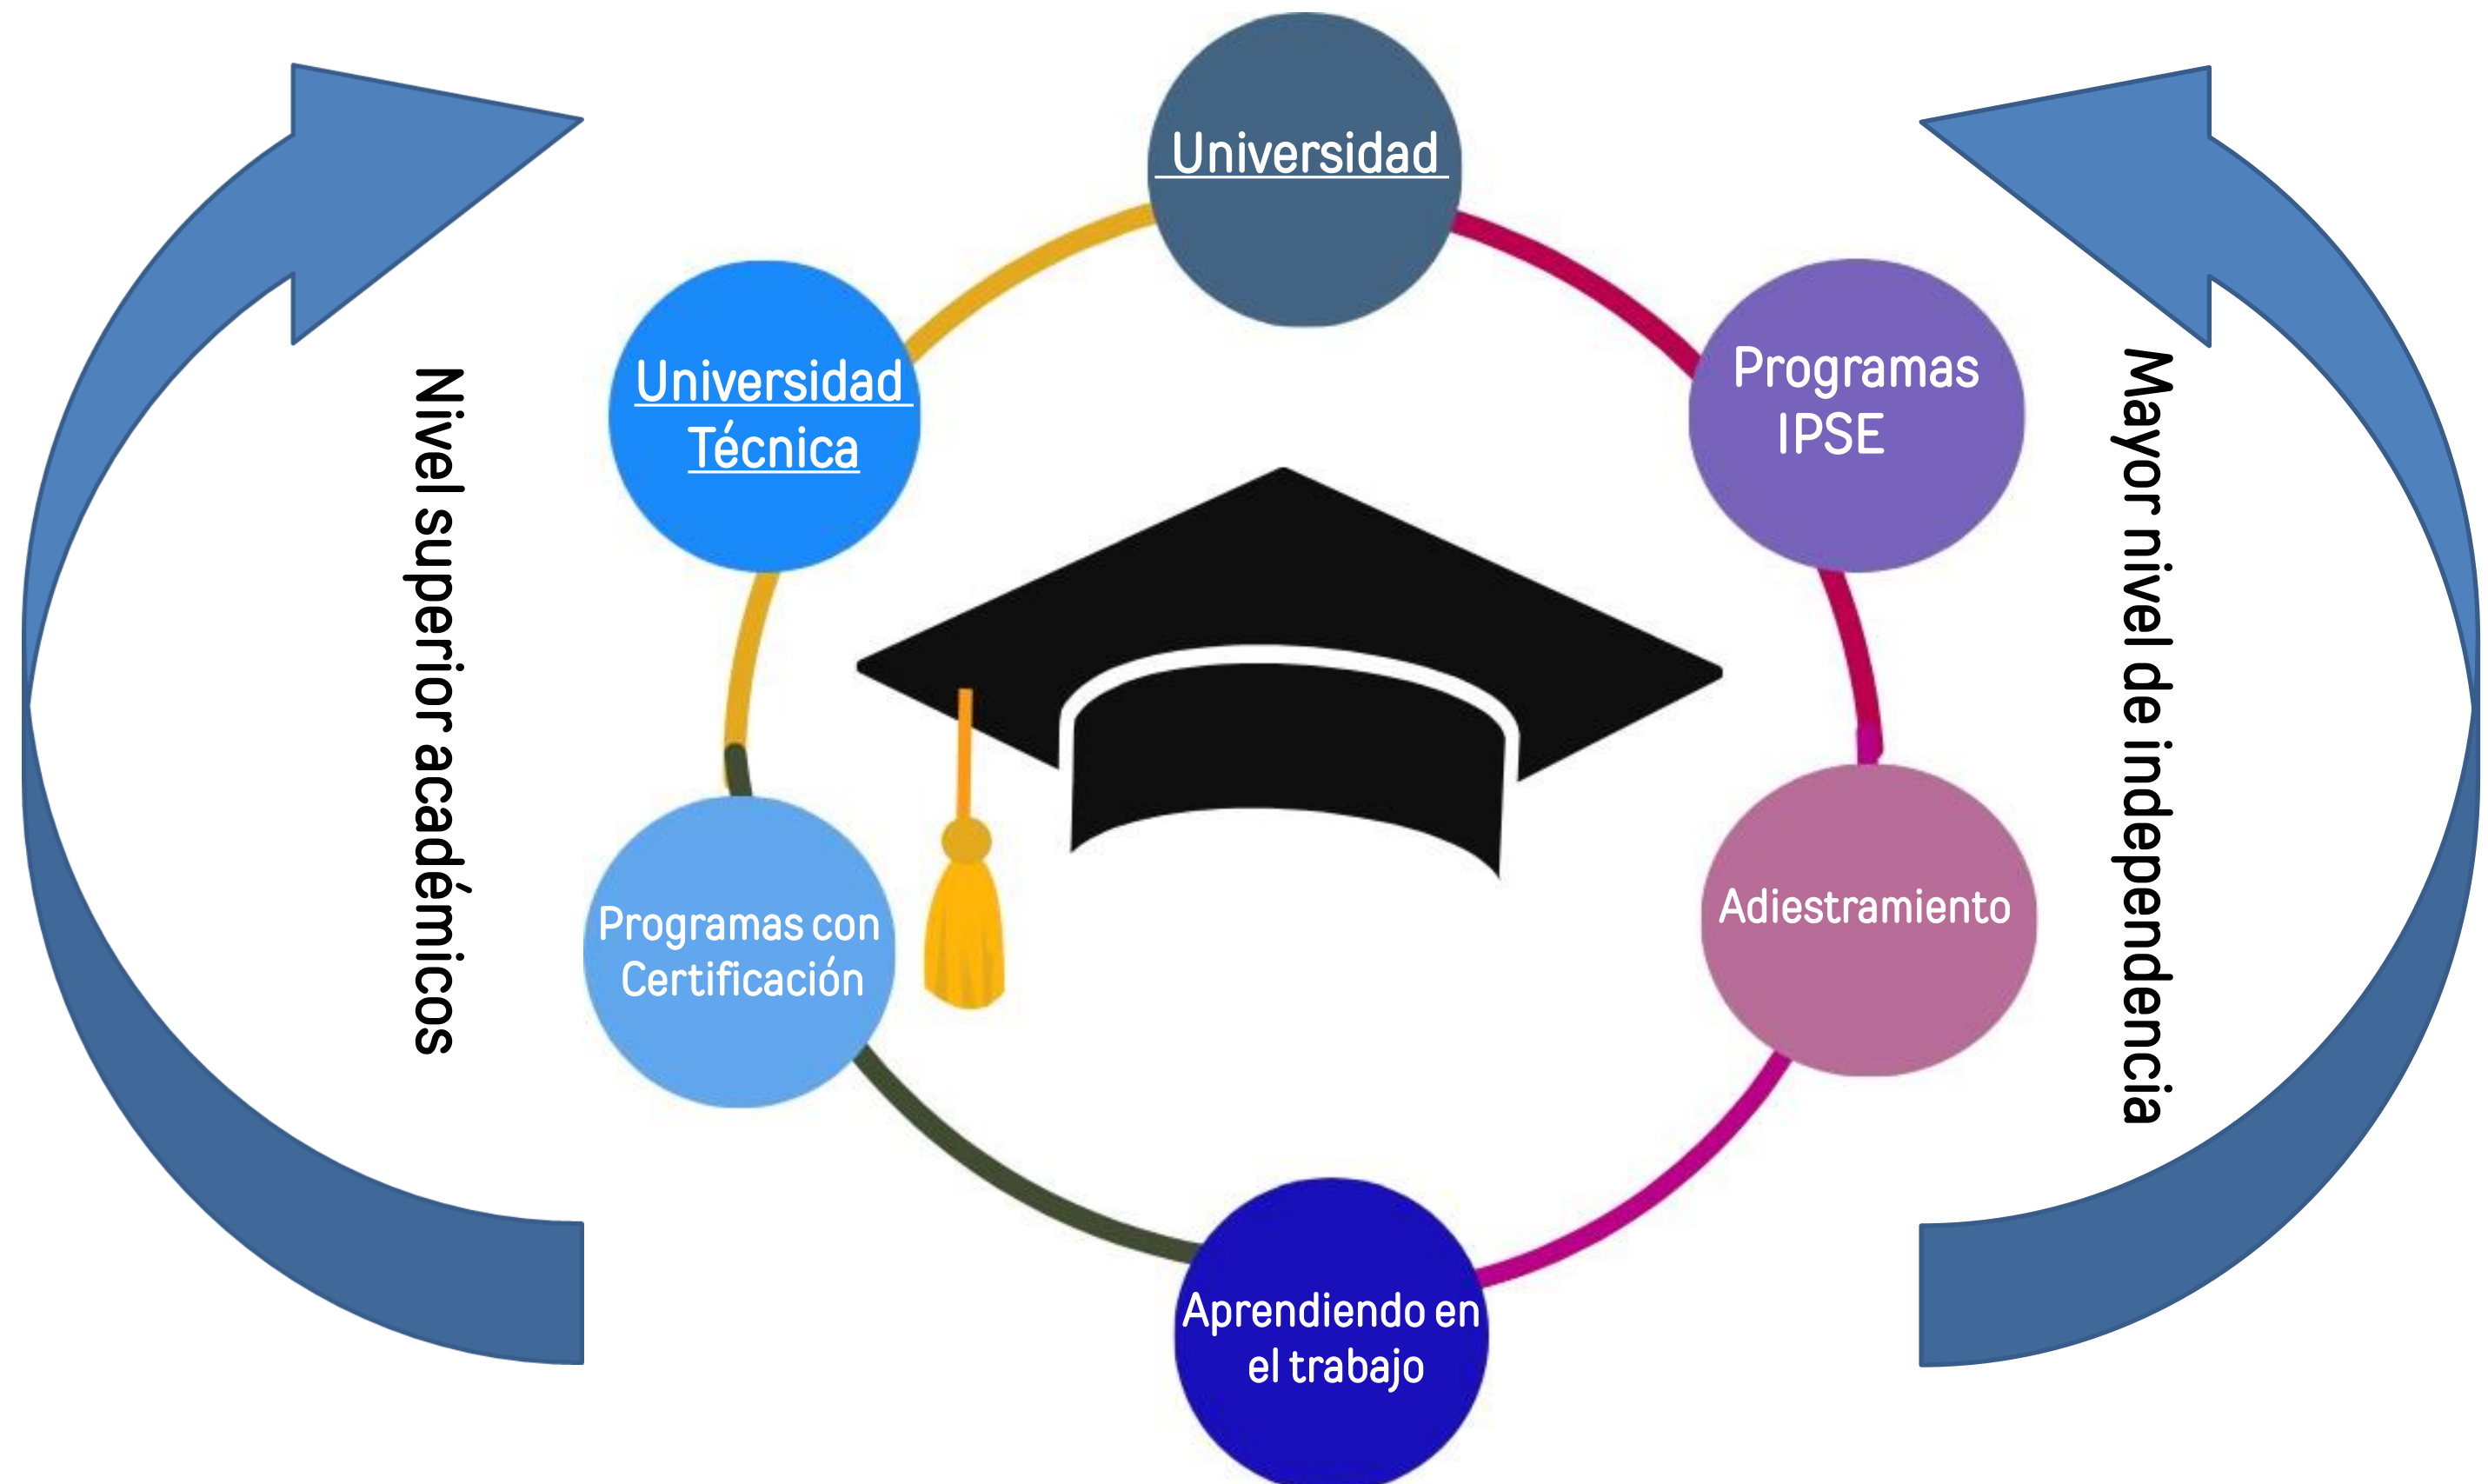 Universidad
Universidad
Técnica
Programas
IPSE
Nivel superior académicos
Mayor nivel de independencia
Programas con
Certificación
Adiestramiento
Aprendiendo en
el trabajo